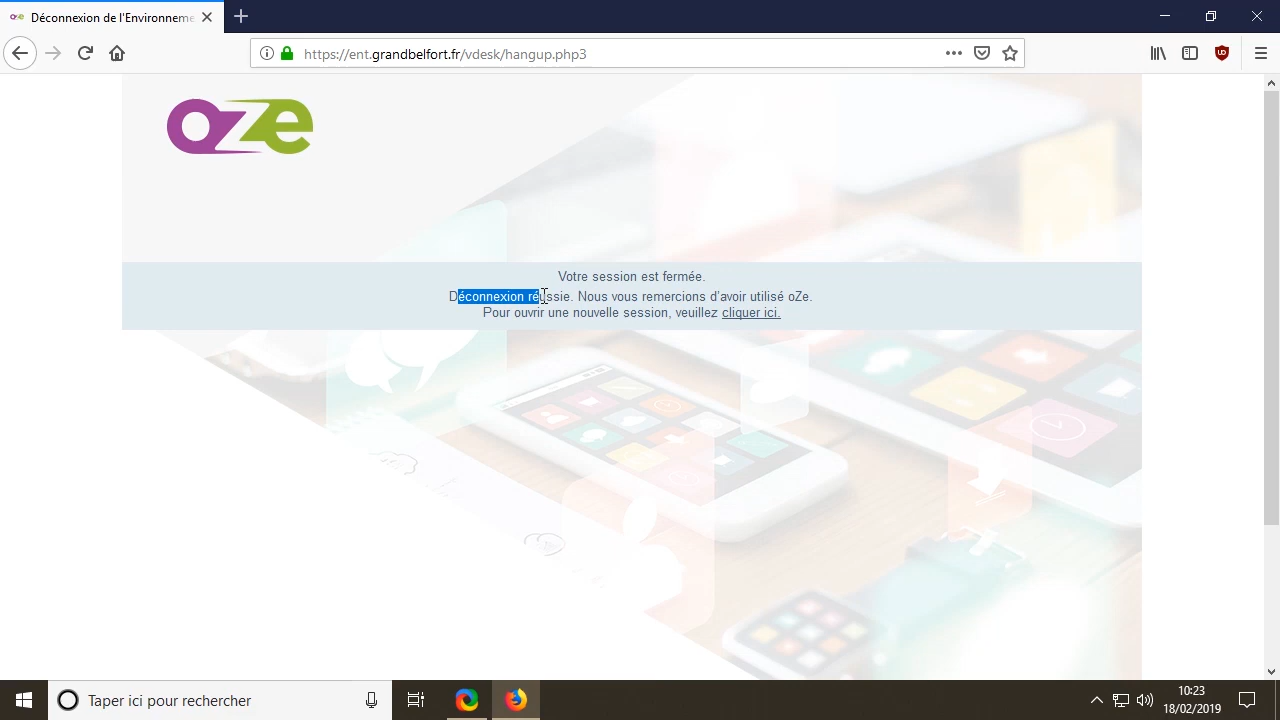 Déconnexion de l'Environneme
https://ent.grandbelfort.fr/vdesk/hangup.php3
oze
Votre session est fermée.
Déconnexion réussie. Nous vous remercions d'avoir utilisé oZe.
Pour ouvrir une nouvelle session, veuillez cliquer ici.
Taper ici pour rechercher
10:23
18/02/2019